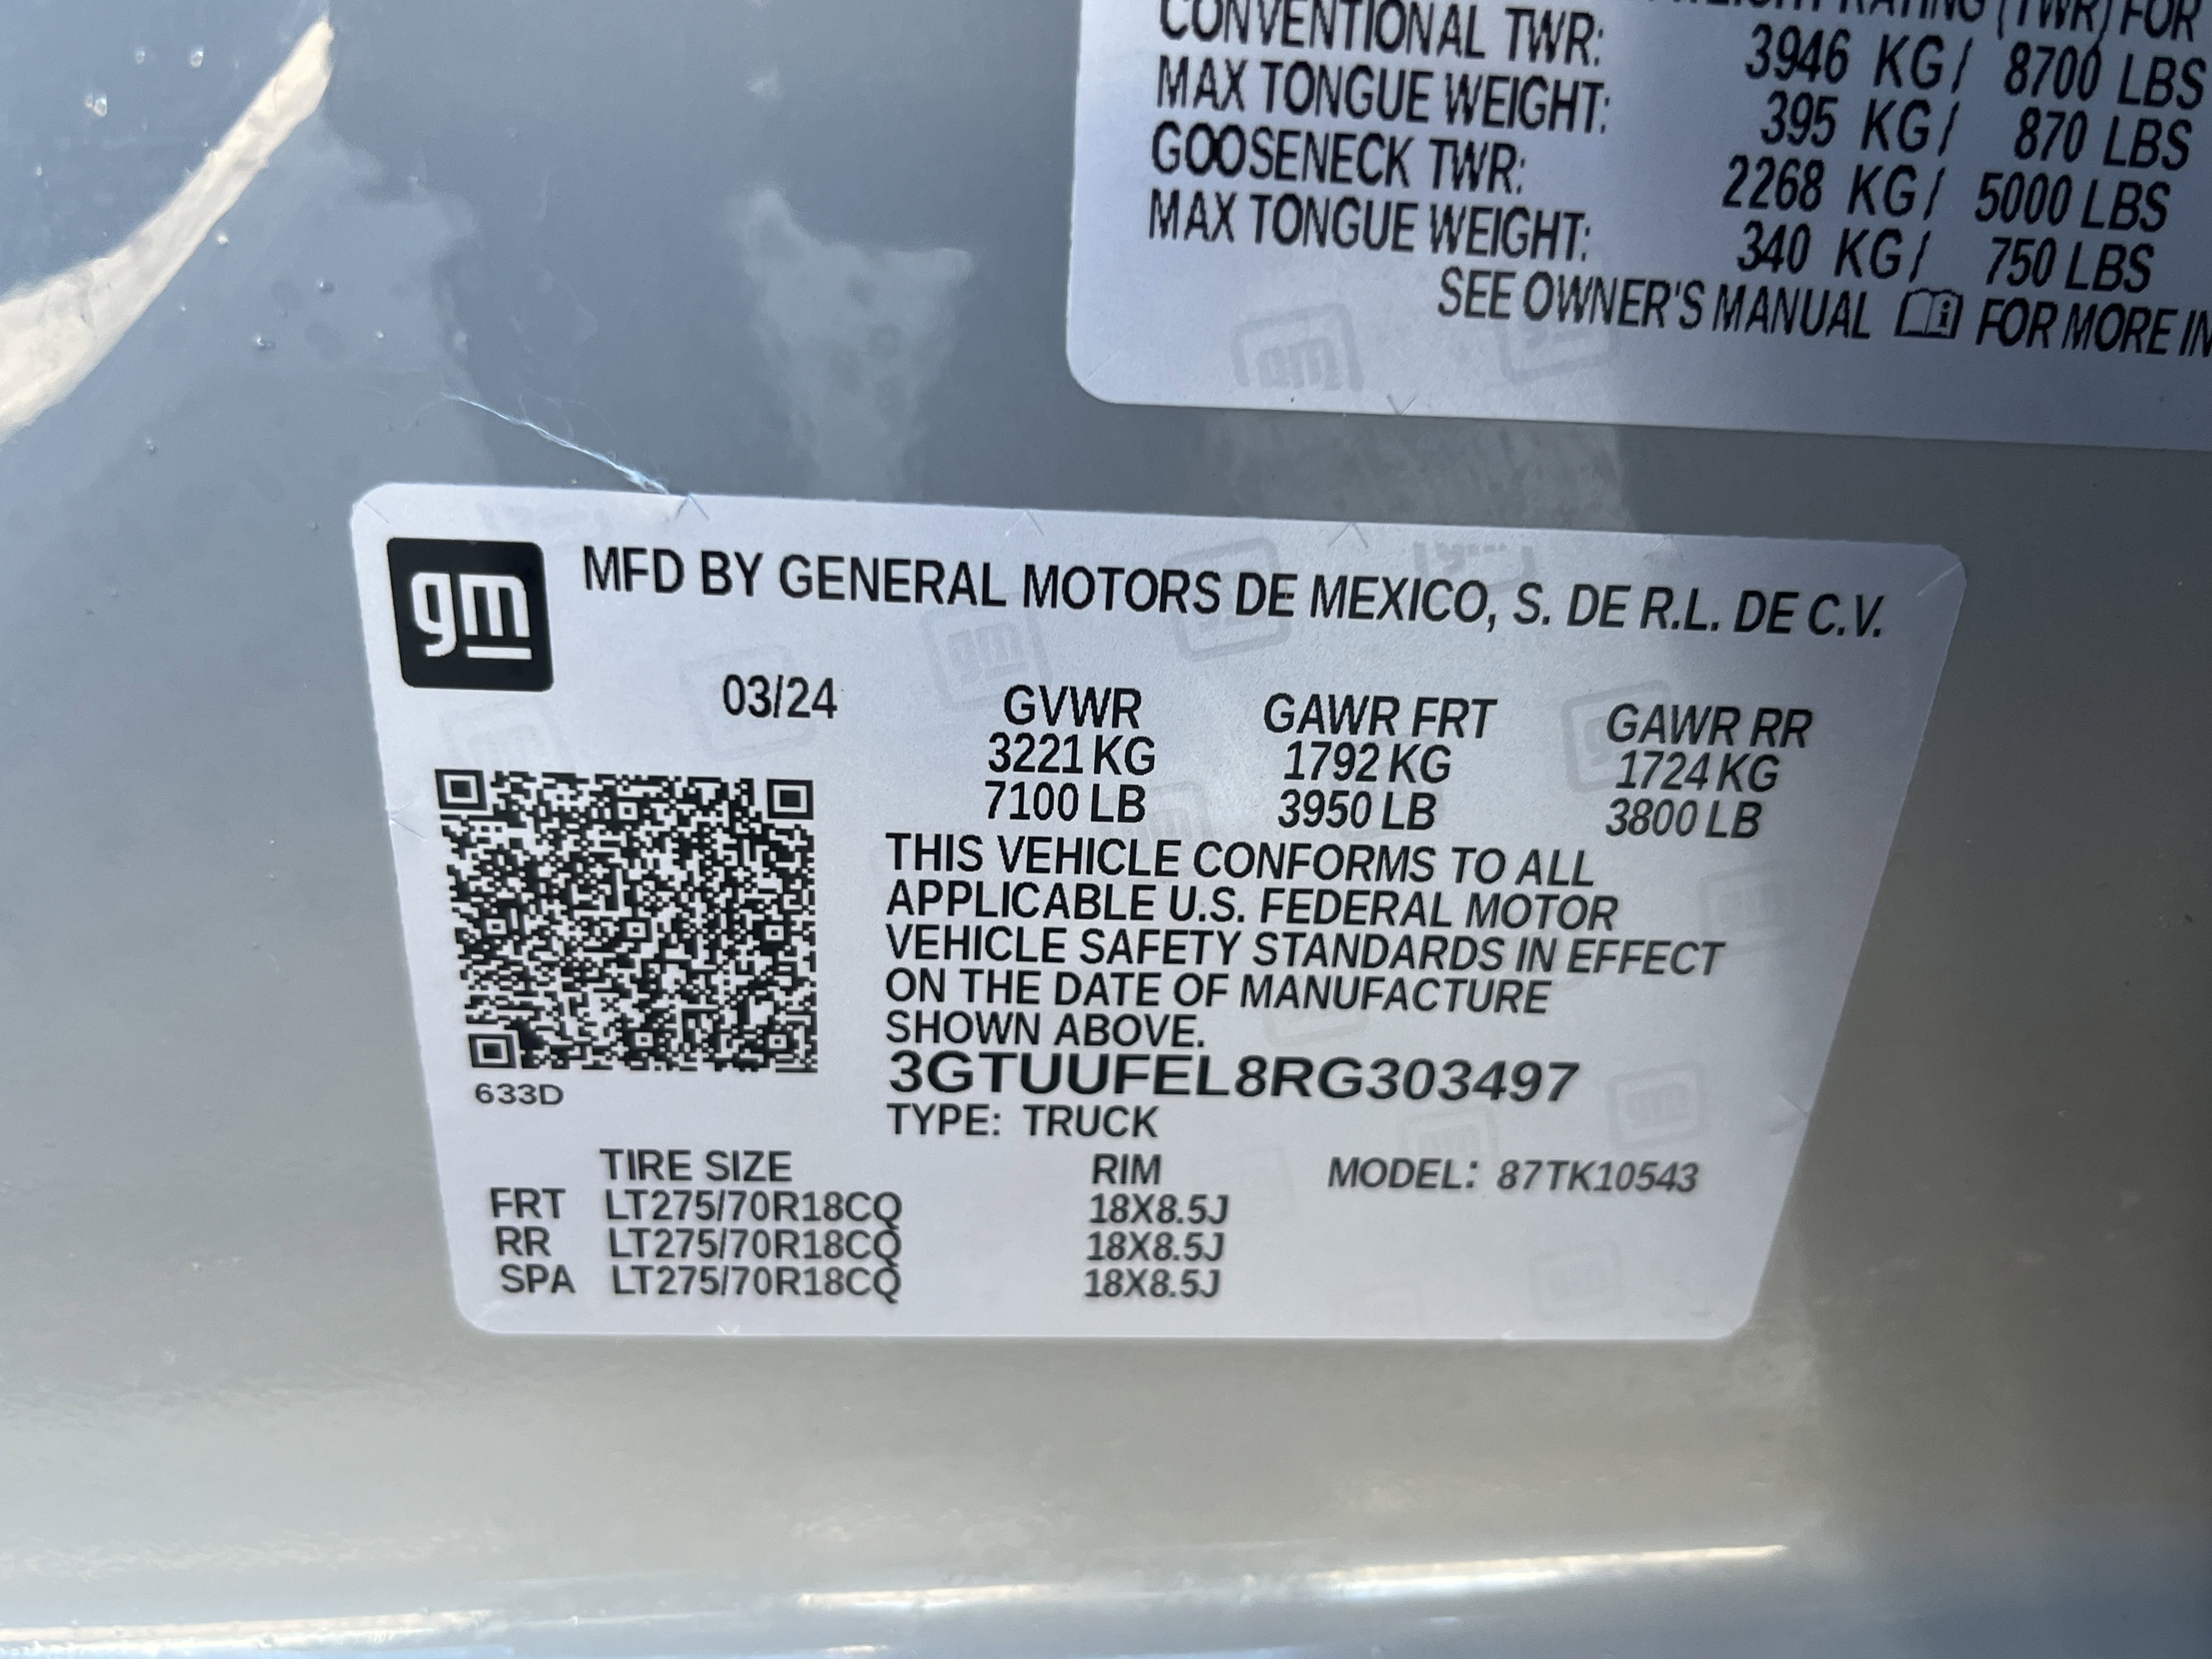 RATING (TWR) FOR
CONVENTIONAL TWR: 3946 KG/ 8700 LBS
MAX TONGUE WEIGHT: 395 KG/ 870 LBS
GOOSENECK TWR: 2268 KG/ 5000 LBS
MAX TONGUE WEIGHT: 340 KG/ 750 LBS
SEE OWNER'S MANUAL FOR MORE
gm
MFD BY GENERAL MOTORS DE MEXICO, S. DE R.L. DE C.V.
03/24 GVWR GAWR FRT GAWR RR
3221 KG 1792 KG 1724 KG
7100 LB 3950 LB 3800 LB
THIS VEHICLE CONFORMS TO ALL
APPLICABLE U.S. FEDERAL MOTOR
VEHICLE SAFETY STANDARDS IN EFFECT
ON THE DATE OF MANUFACTURE
SHOWN ABOVE.
3GTUUFEL8RG303497
633D
TYPE: TRUCK
TIRE SIZE RIM MODEL: 87TK10543
FRT LT275/70R18CQ 18X8.5J
RR LT275/70R18CQ 18X8.5J
SPA LT275/70R18CQ 18X8.5J